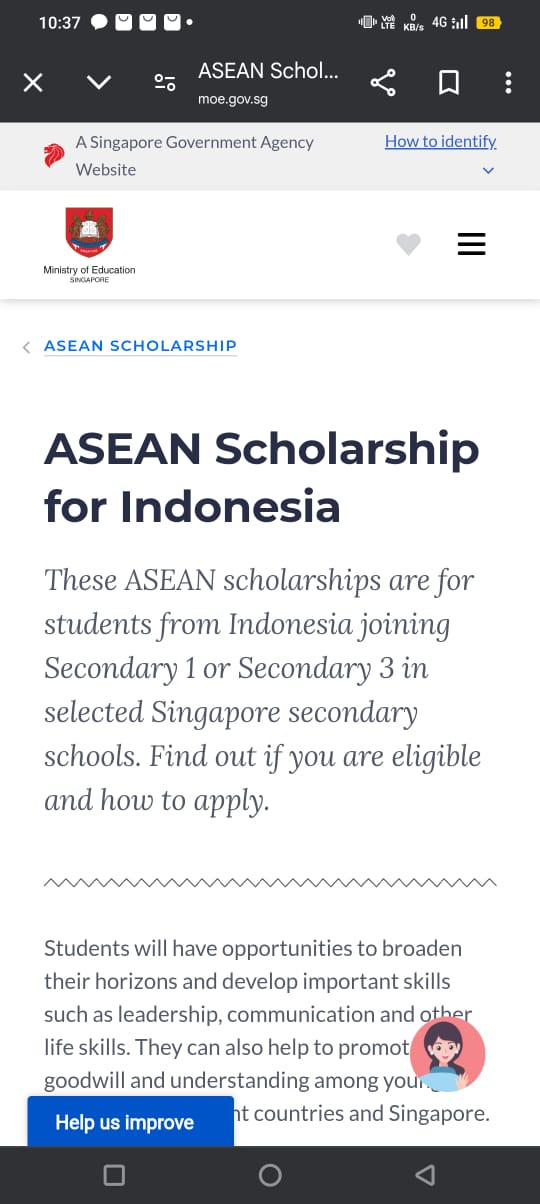 10:37
Vo)) LTE
0 KB/s
4G
98
ASEAN Schol...
moe.gov.sg
A Singapore Government Agency
Website
How to identify
Ministry of Education
SINGAPORE
ASEAN SCHOLARSHIP
ASEAN Scholarship
for Indonesia
These ASEAN scholarships are for
students from Indonesia joining
Secondary 1 or Secondary 3 in
selected Singapore secondary
schools. Find out if you are eligible
and how to apply.
Students will have opportunities to broaden
their horizons and develop important skills
such as leadership, communication and other
life skills. They can also help to promot
goodwill and understanding among
countries and Singapore.
Help us improve